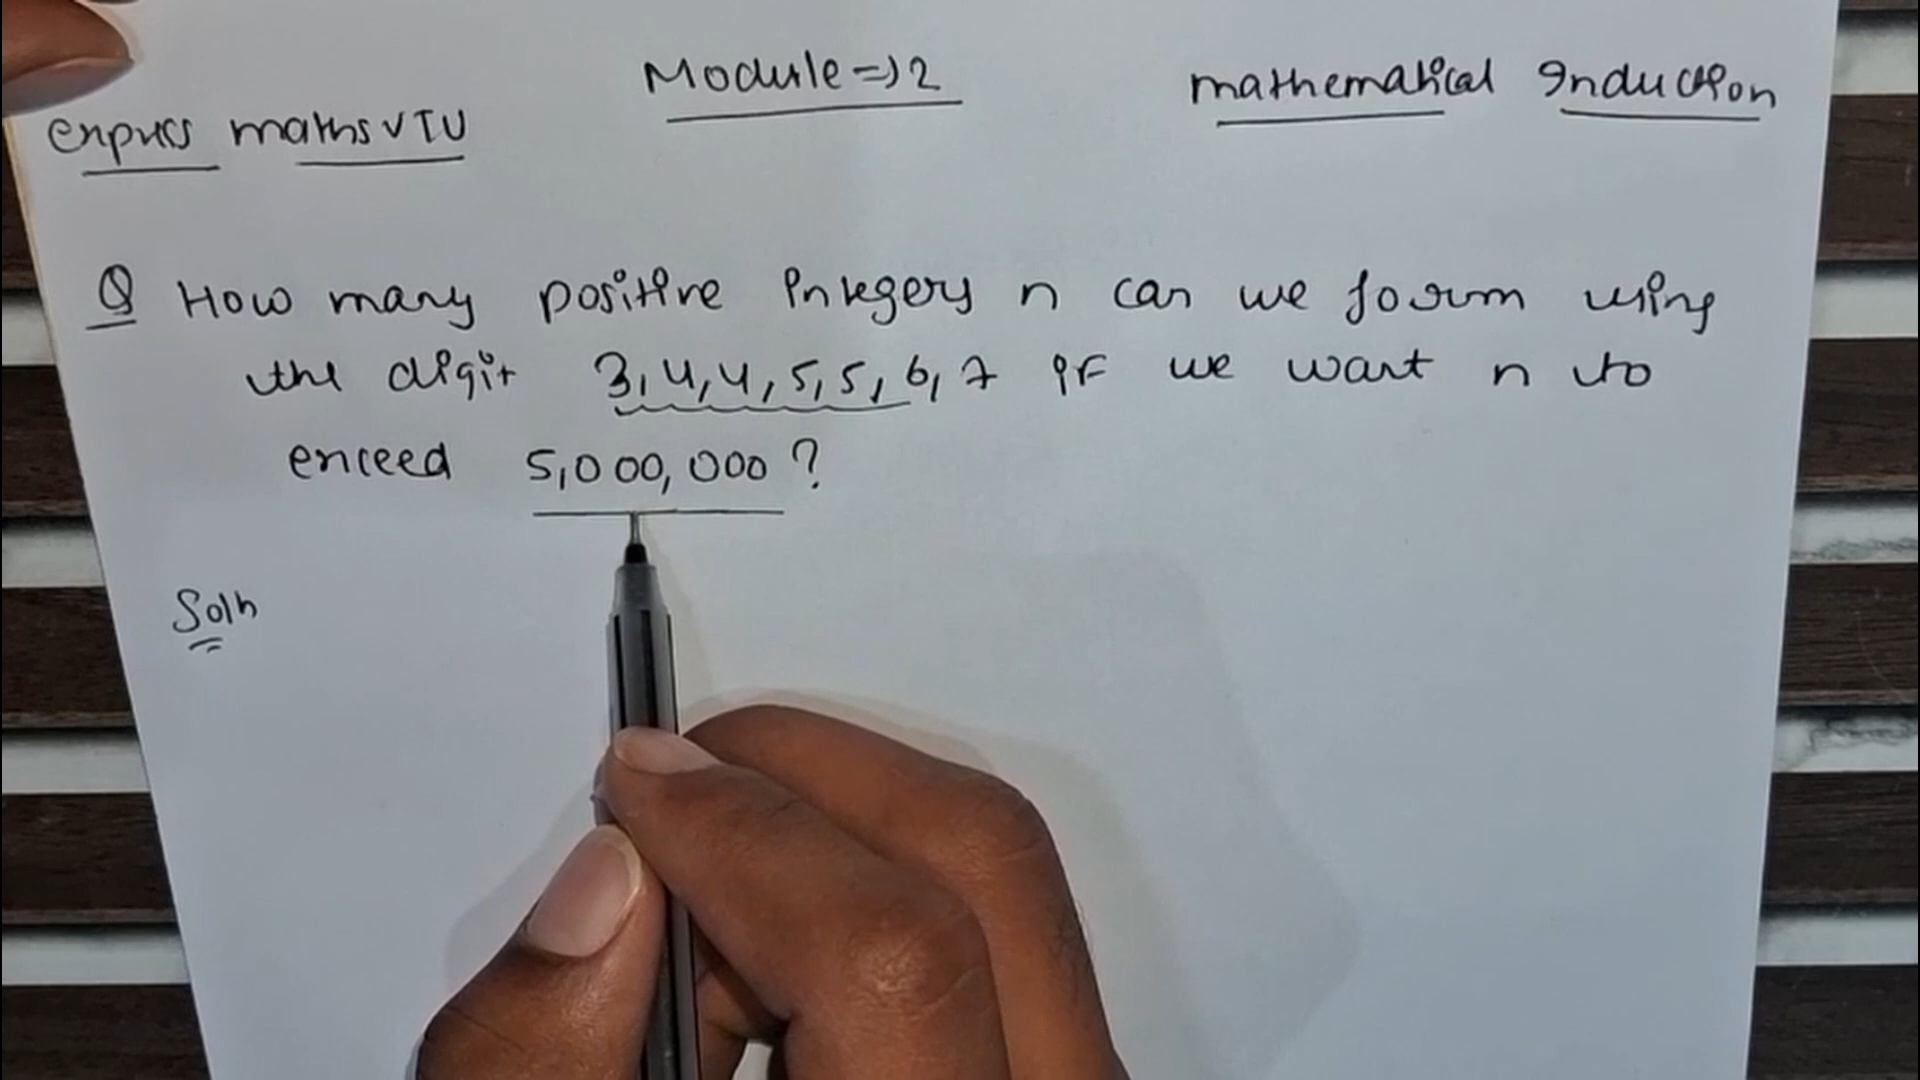 Module => 2
mathematical Induction
express maths VTU
Q How many positive integers n can we form using
the digit 3, 4, 4, 5, 5, 6, 7 if we want n to
exceed 5,000,000 ?
Soln